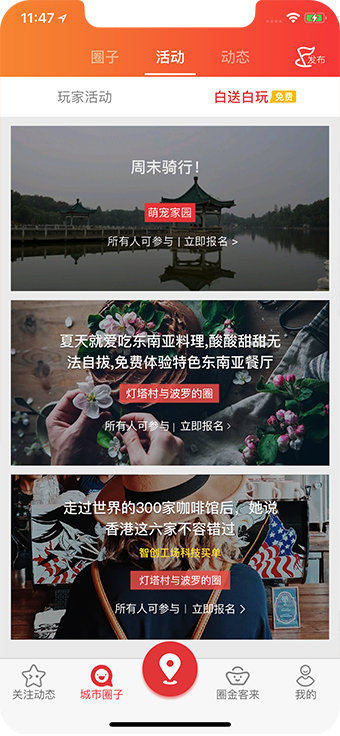 11:47
圈子 活动 动态 发布
玩家活动 白送白玩 免费
周末骑行！
萌宠家园
所有人可参与 | 立即报名 >
夏天就爱吃东南亚料理,酸酸甜甜无
法自拔,免费体验特色东南亚餐厅
灯塔村与波罗的圈
所有人可参与 | 立即报名 >
走过世界的300家咖啡馆后，她说
香港这六家不容错过
智创工场科技买单
灯塔村与波罗的圈
所有人可参与 | 立即报名 >
关注动态 城市圈子 圈金客来 我的